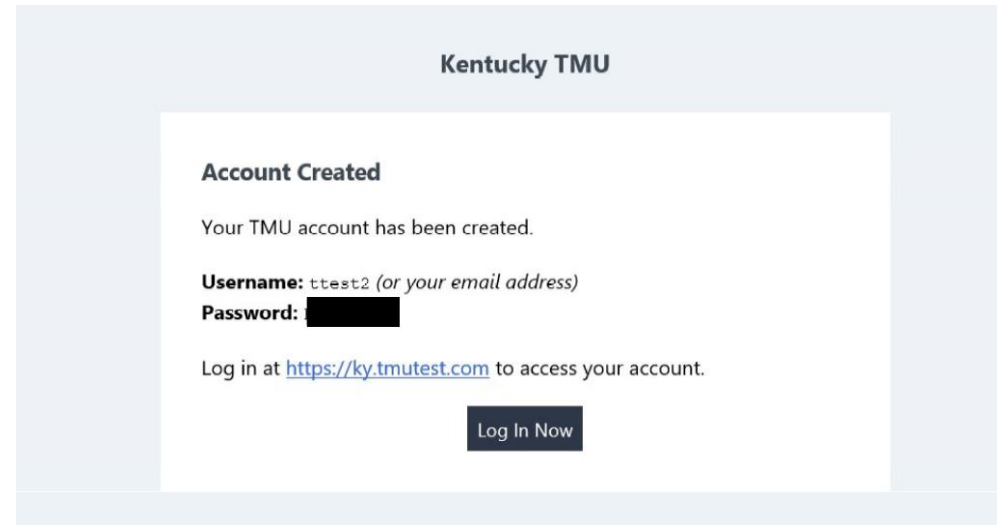 Kentucky TMU
Account Created
Your TMU account has been created.
Username: ttest2 (or your email address)
Password:
Log in at https://ky.tmutest.com to access your account.
Log In Now